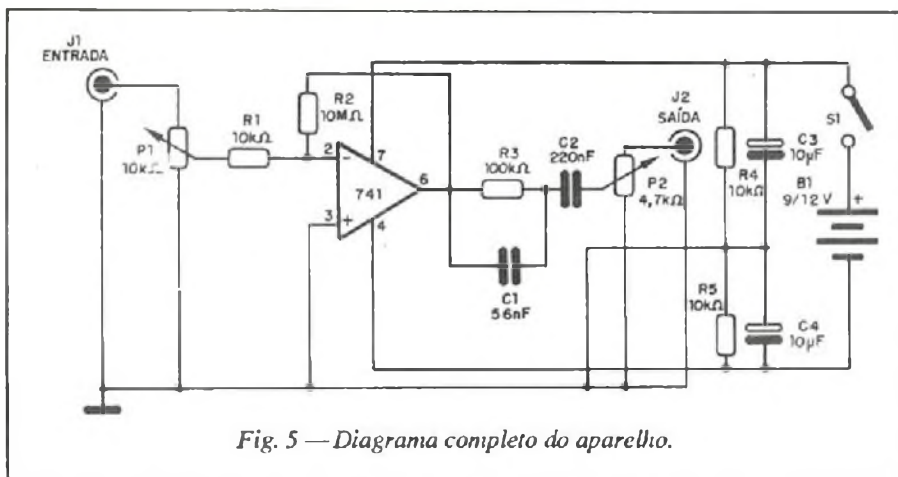 J1
ENTRADA
P1
10kΩ
R1
10kΩ
R2
10MΩ
2
-
7
741
6
3
+
4
R3
100kΩ
C1
56nF
C2
220nF
J2
SAÍDA
P2
4,7kΩ
R4
10kΩ
R5
10kΩ
C3
10µF
C4
10µF
S1
B1
9/12 V
+
Fig. 5 — Diagrama completo do aparelho.